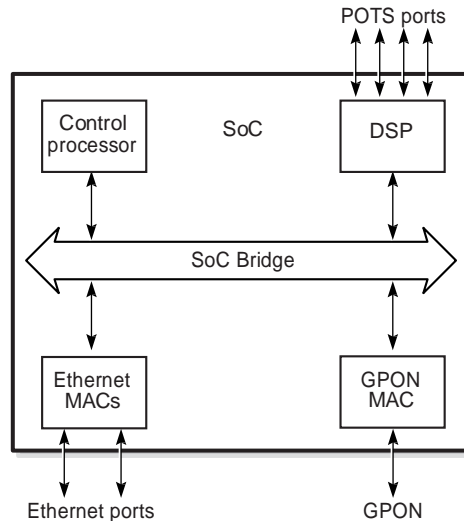 POTS ports
Control
processor
SoC
DSP
SoC Bridge
Ethernet
MACs
GPON
MAC
Ethernet ports
GPON